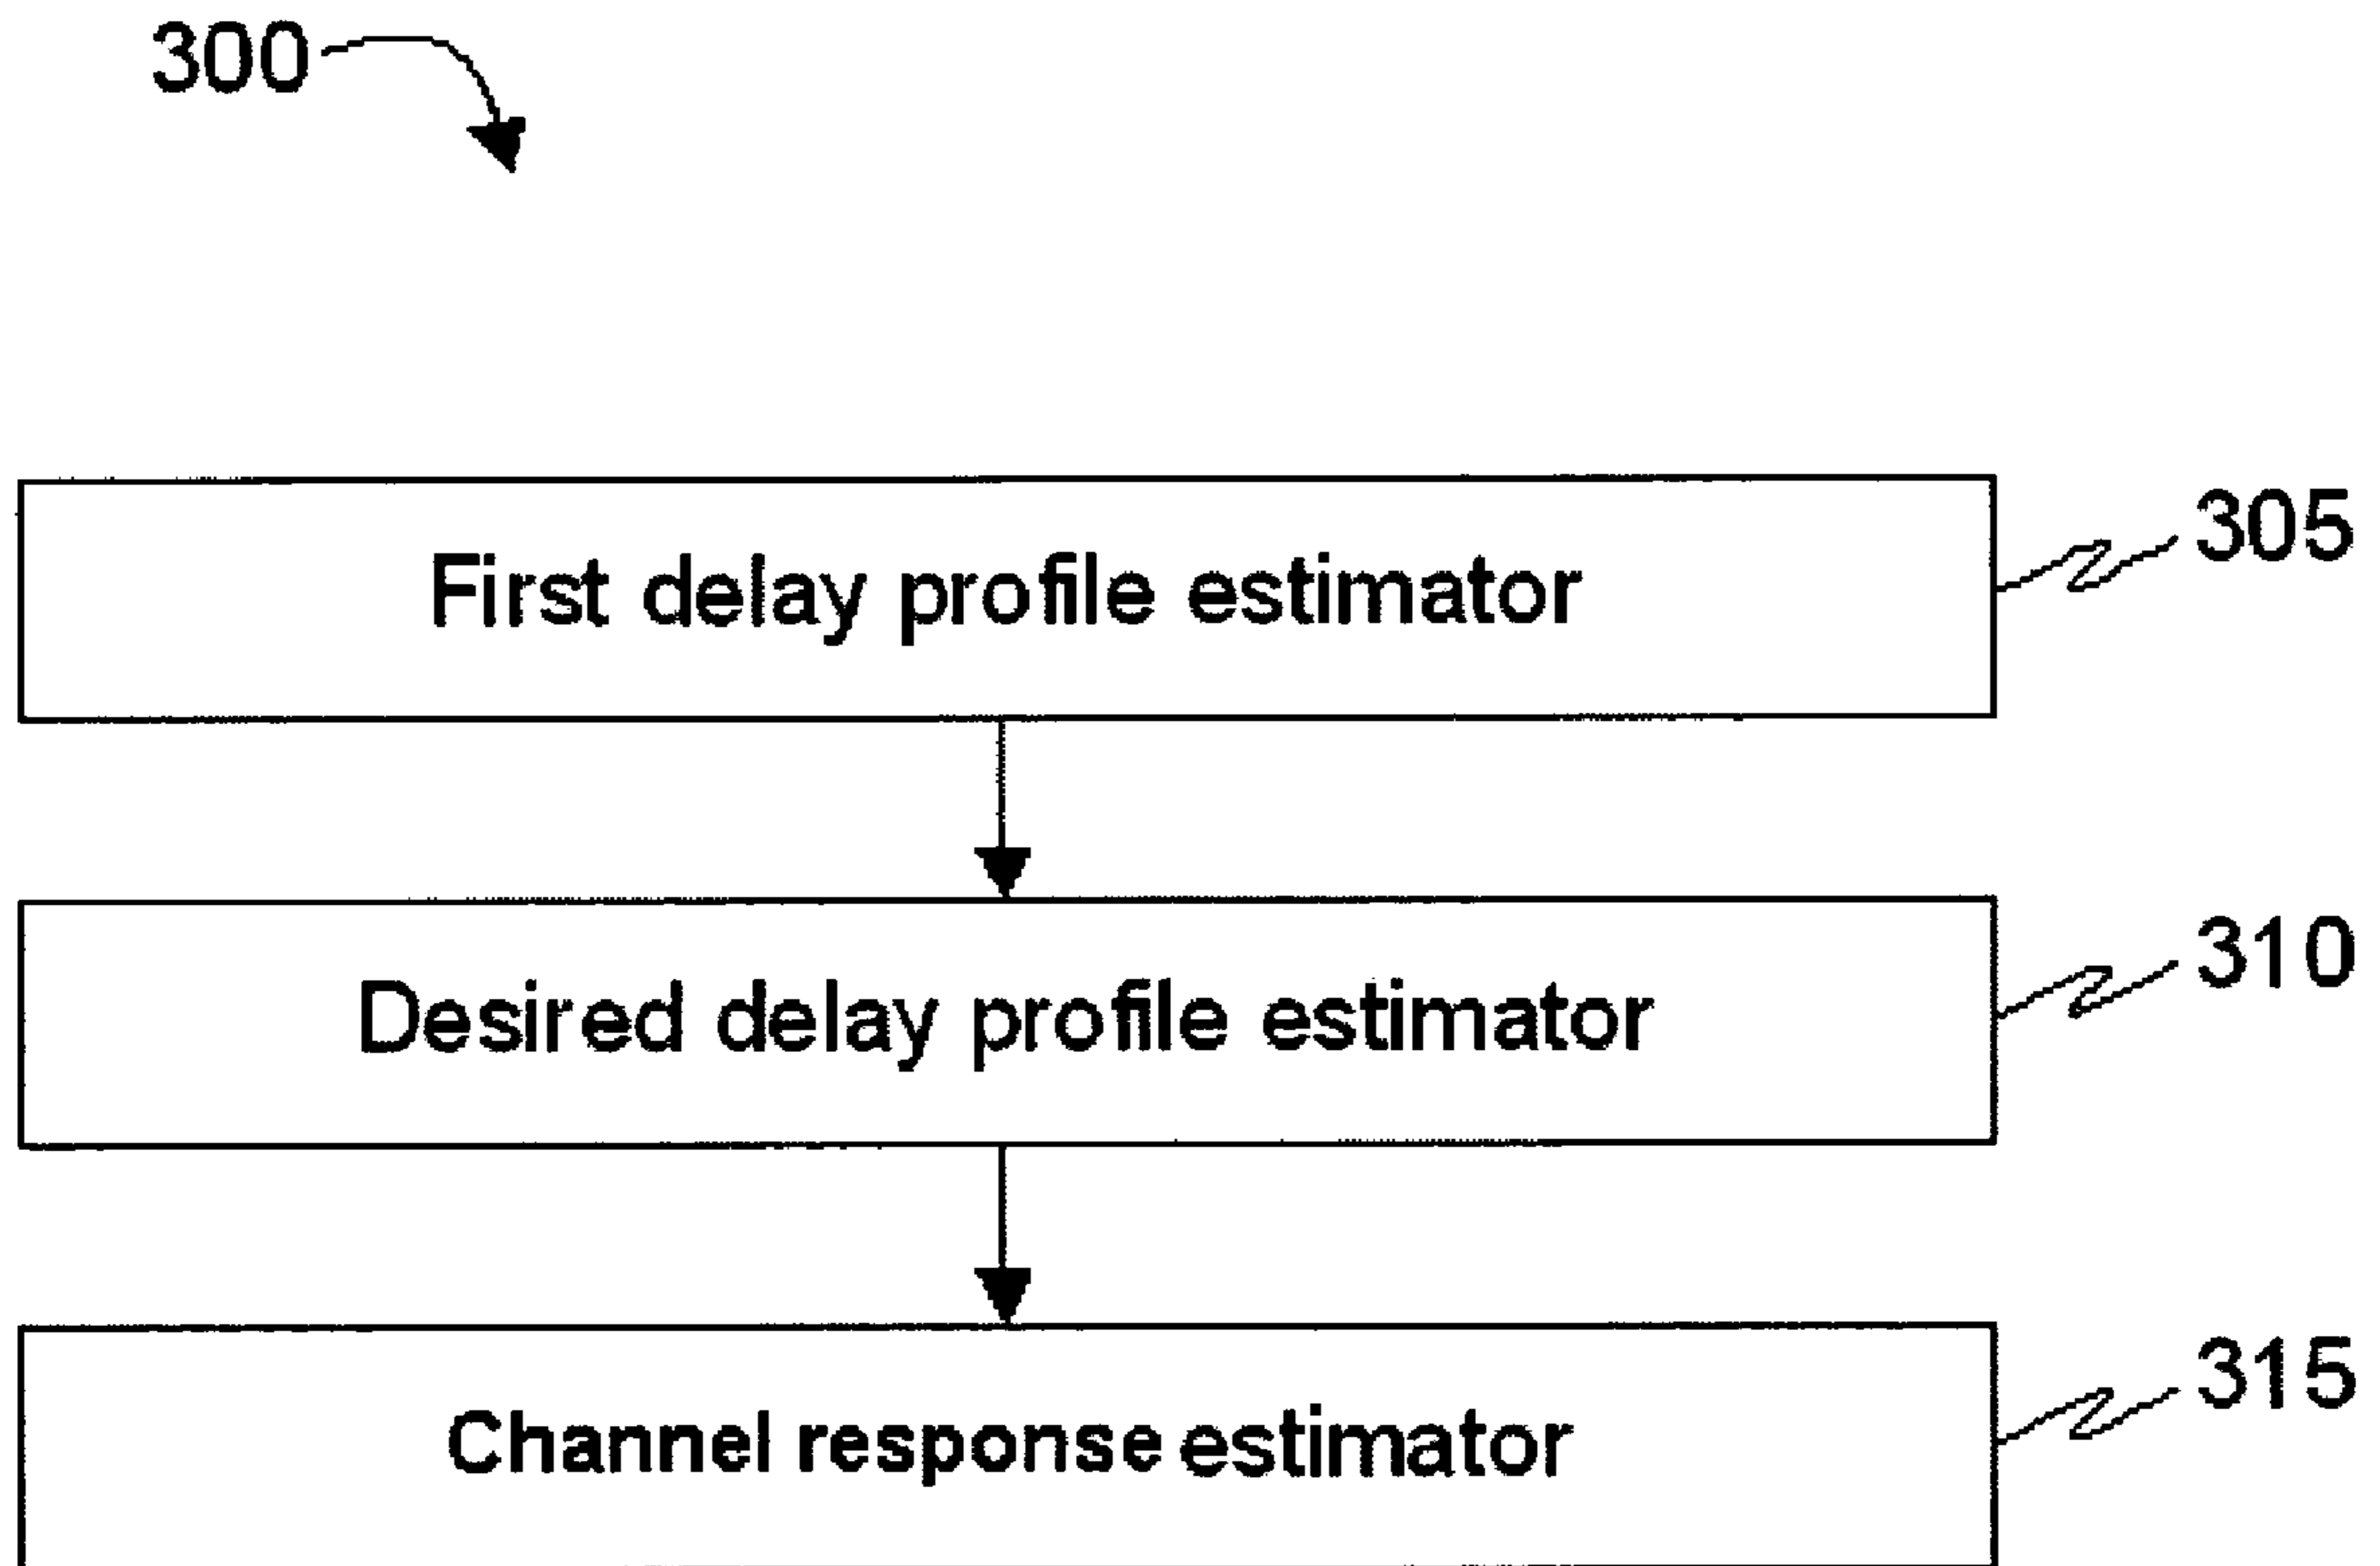 300
First delay profile estimator
305
Desired delay profile estimator
310
Channel response estimator
315